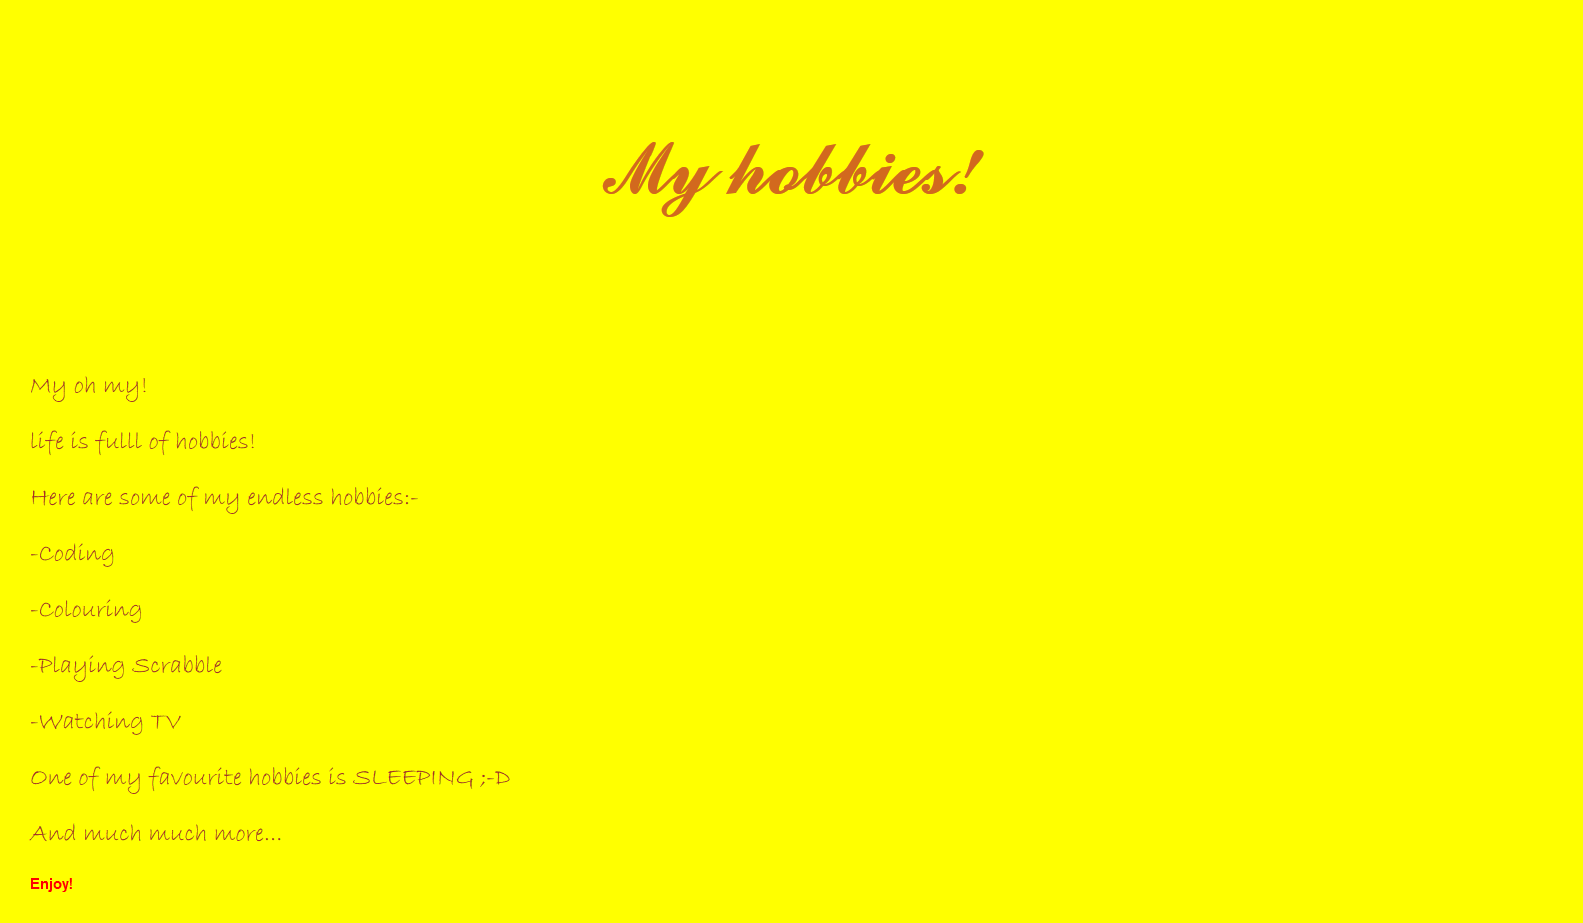 My hobbies!
My oh my!
life is fulll of hobbies!
Here are some of my endless hobbies:-
-Coding
-Colouring
-Playing Scrabble
-Watching TV
One of my favourite hobbies is SLEEPING ;-D
And much much more...
Enjoy!